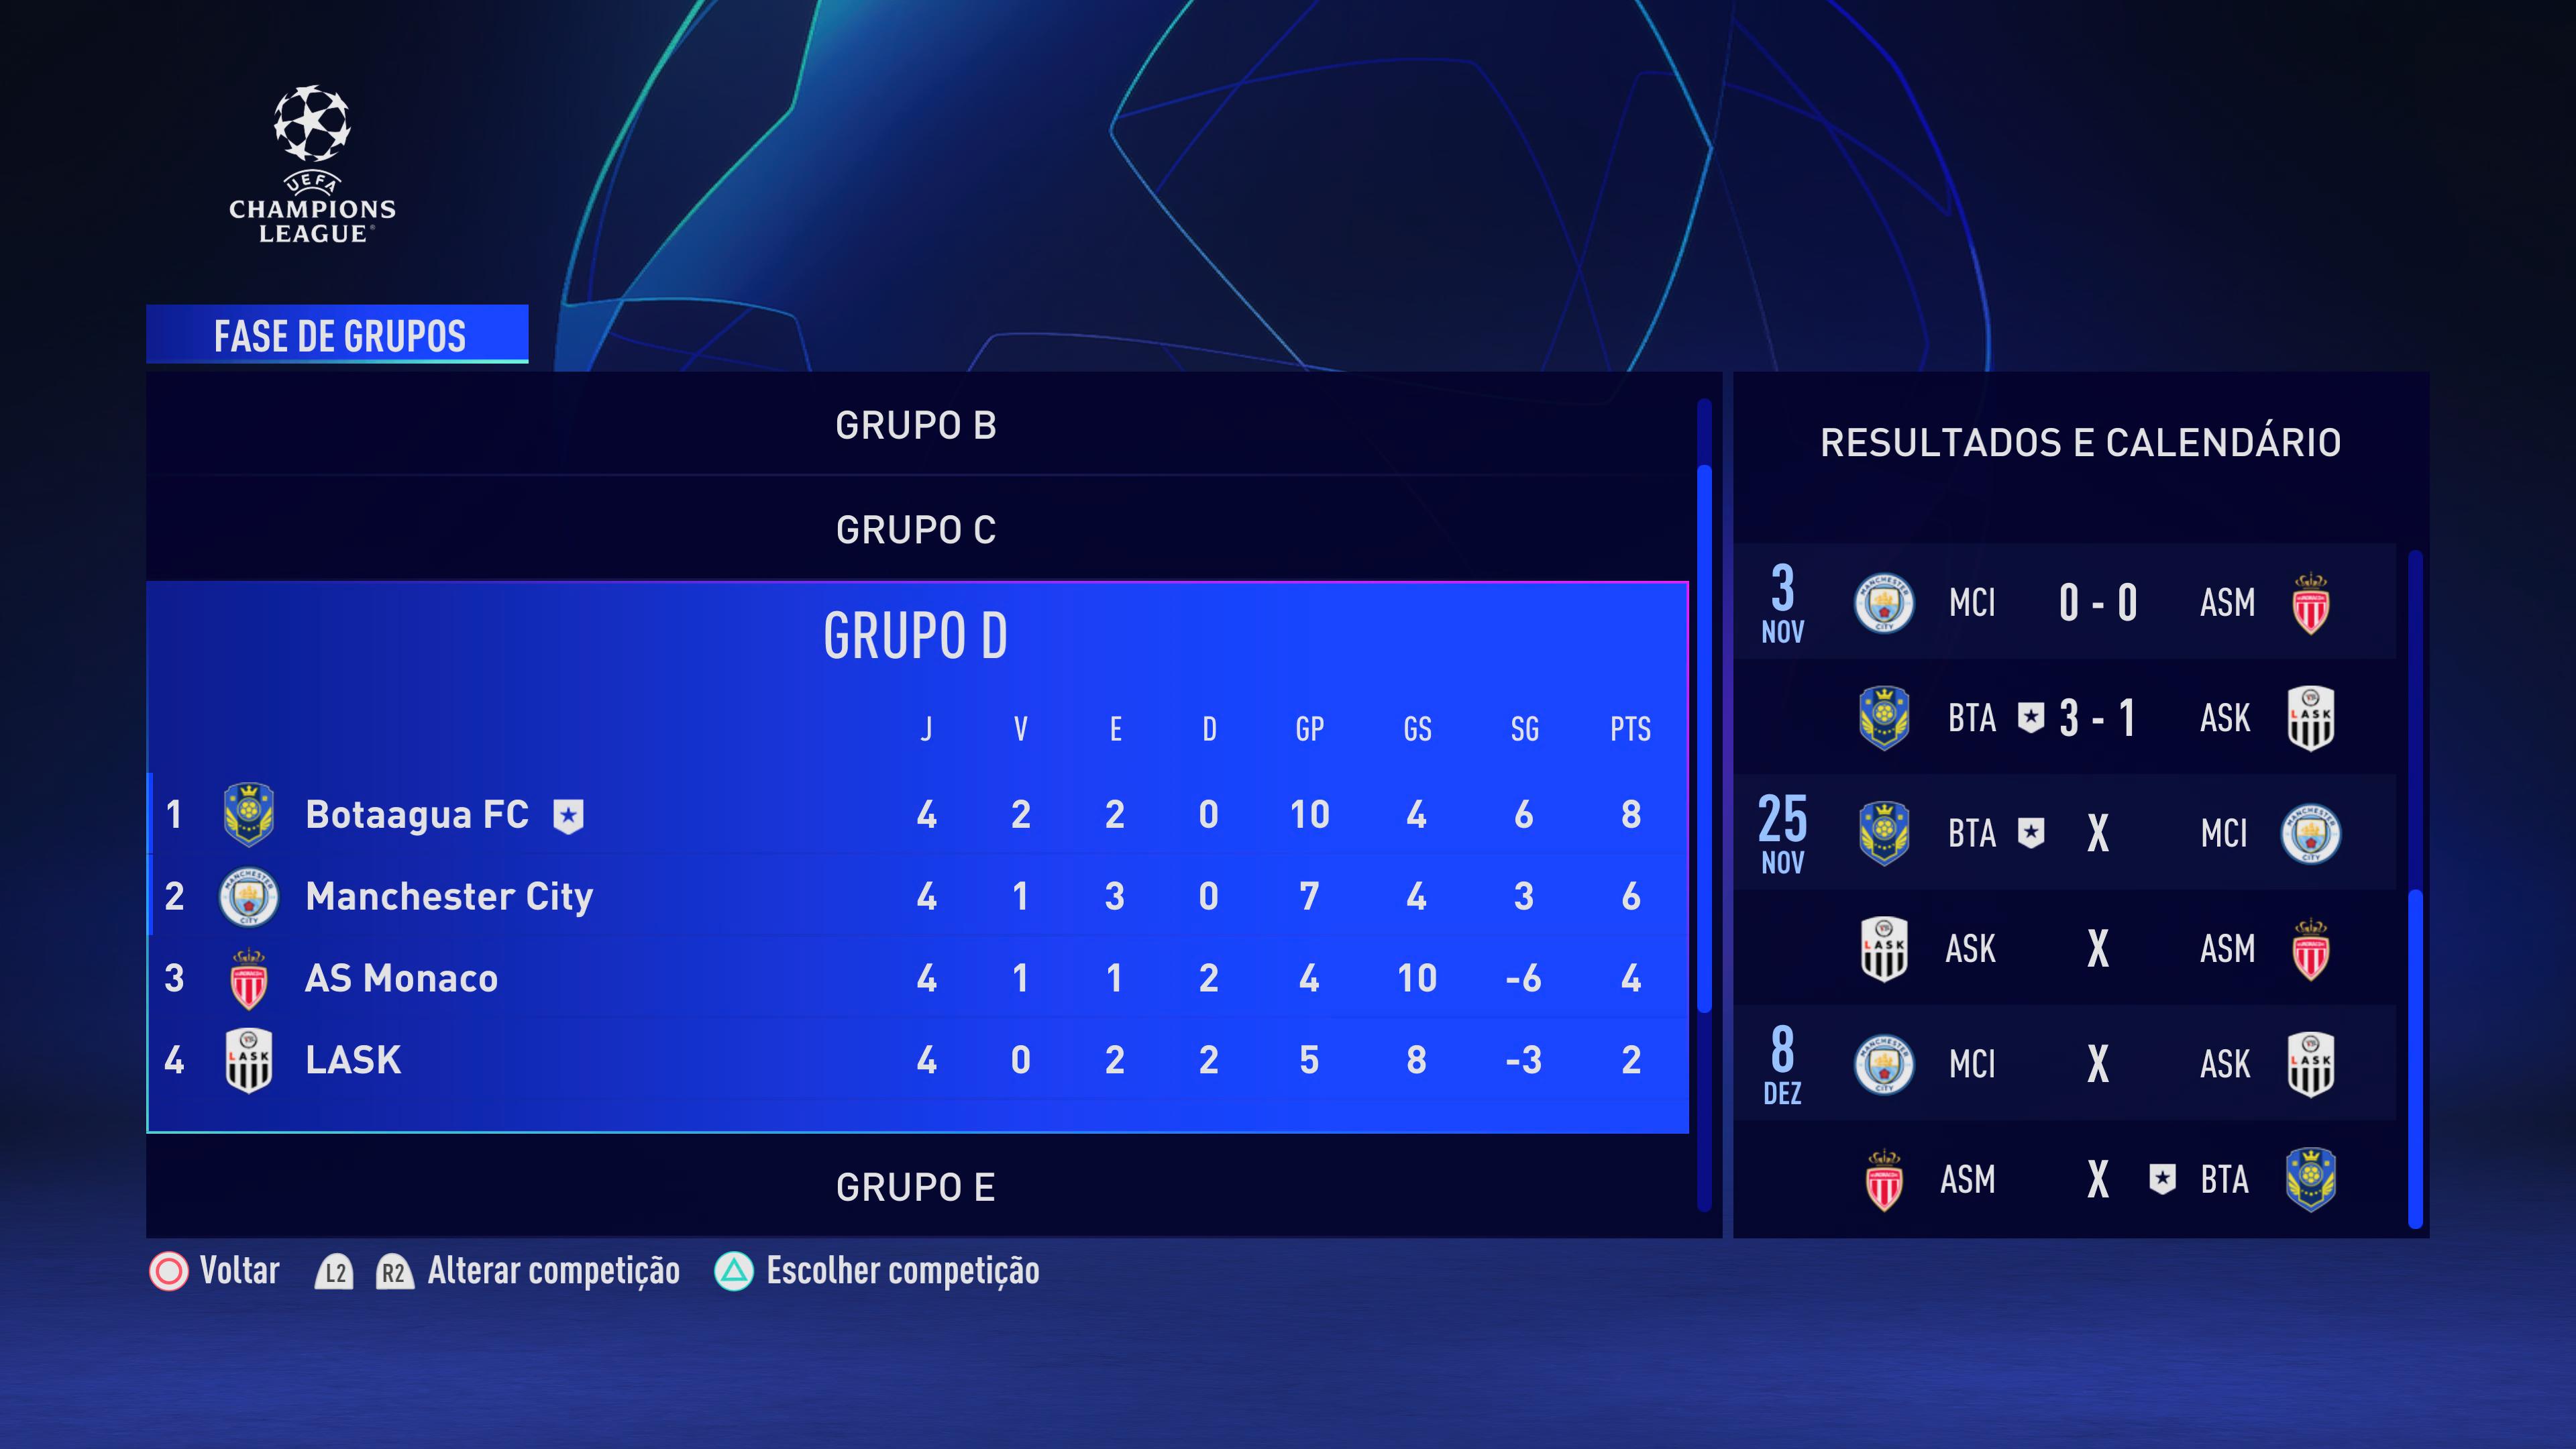 UEFA
CHAMPIONS
LEAGUE
FASE DE GRUPOS
GRUPO B
GRUPO C
GRUPO D
J V E D GP GS SG PTS
1 Botaagua FC 4 2 2 0 10 4 6 8
2 Manchester City 4 1 3 0 7 4 3 6
3 AS Monaco 4 1 1 2 4 10 -6 4
4 LASK 4 0 2 2 5 8 -3 2
GRUPO E
RESULTADOS E CALENDÁRIO
3 NOV MCI 0 - 0 ASM
BTA 3 - 1 ASK
25 NOV BTA X MCI
ASK X ASM
8 DEZ MCI X ASK
ASM X BTA
Voltar L2 R2 Alterar competição Escolher competição